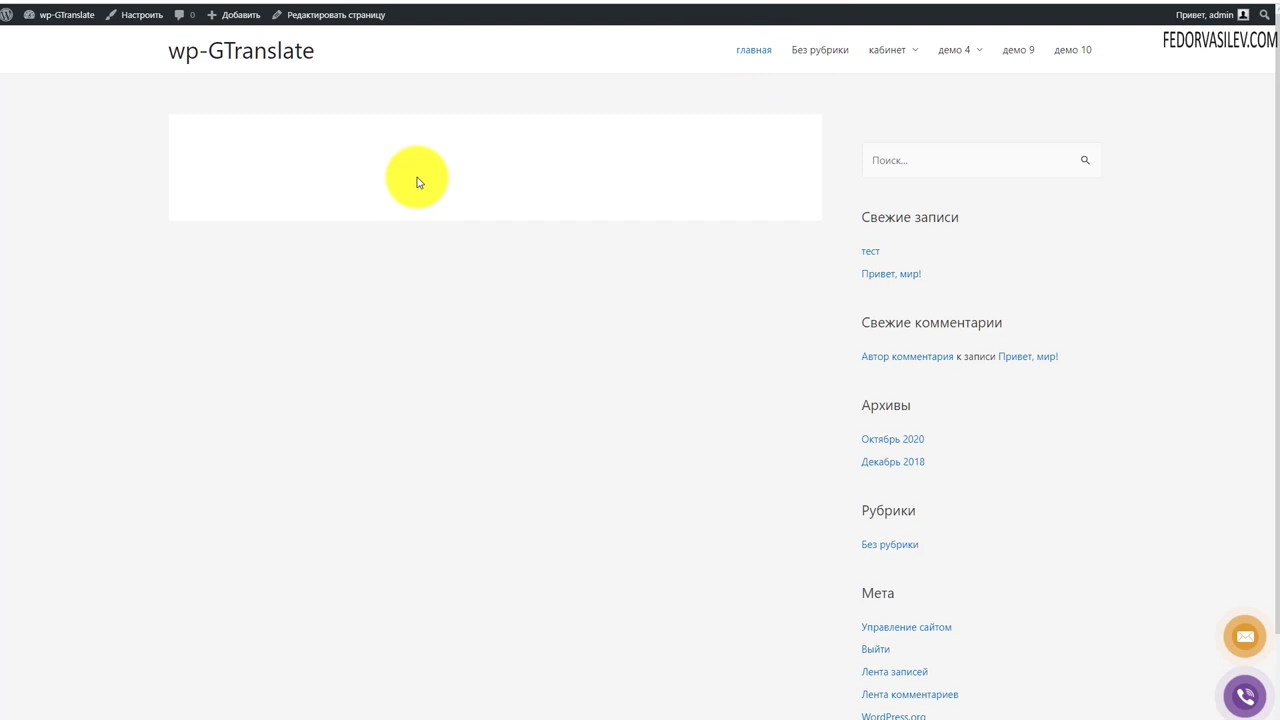 wp-GTranslate
Настроить
0
Добавить
Редактировать страницу
Привет, admin
wp-GTranslate
главная
Без рубрики
кабинет
демо 4
демо 9
демо 10
FEDORVASILEV.COM
Поиск...
Свежие записи
тест
Привет, мир!
Свежие комментарии
Автор комментария к записи Привет, мир!
Архивы
Октябрь 2020
Декабрь 2018
Рубрики
Без рубрики
Мета
Управление сайтом
Выйти
Лента записей
Лента комментариев
WordPress.org